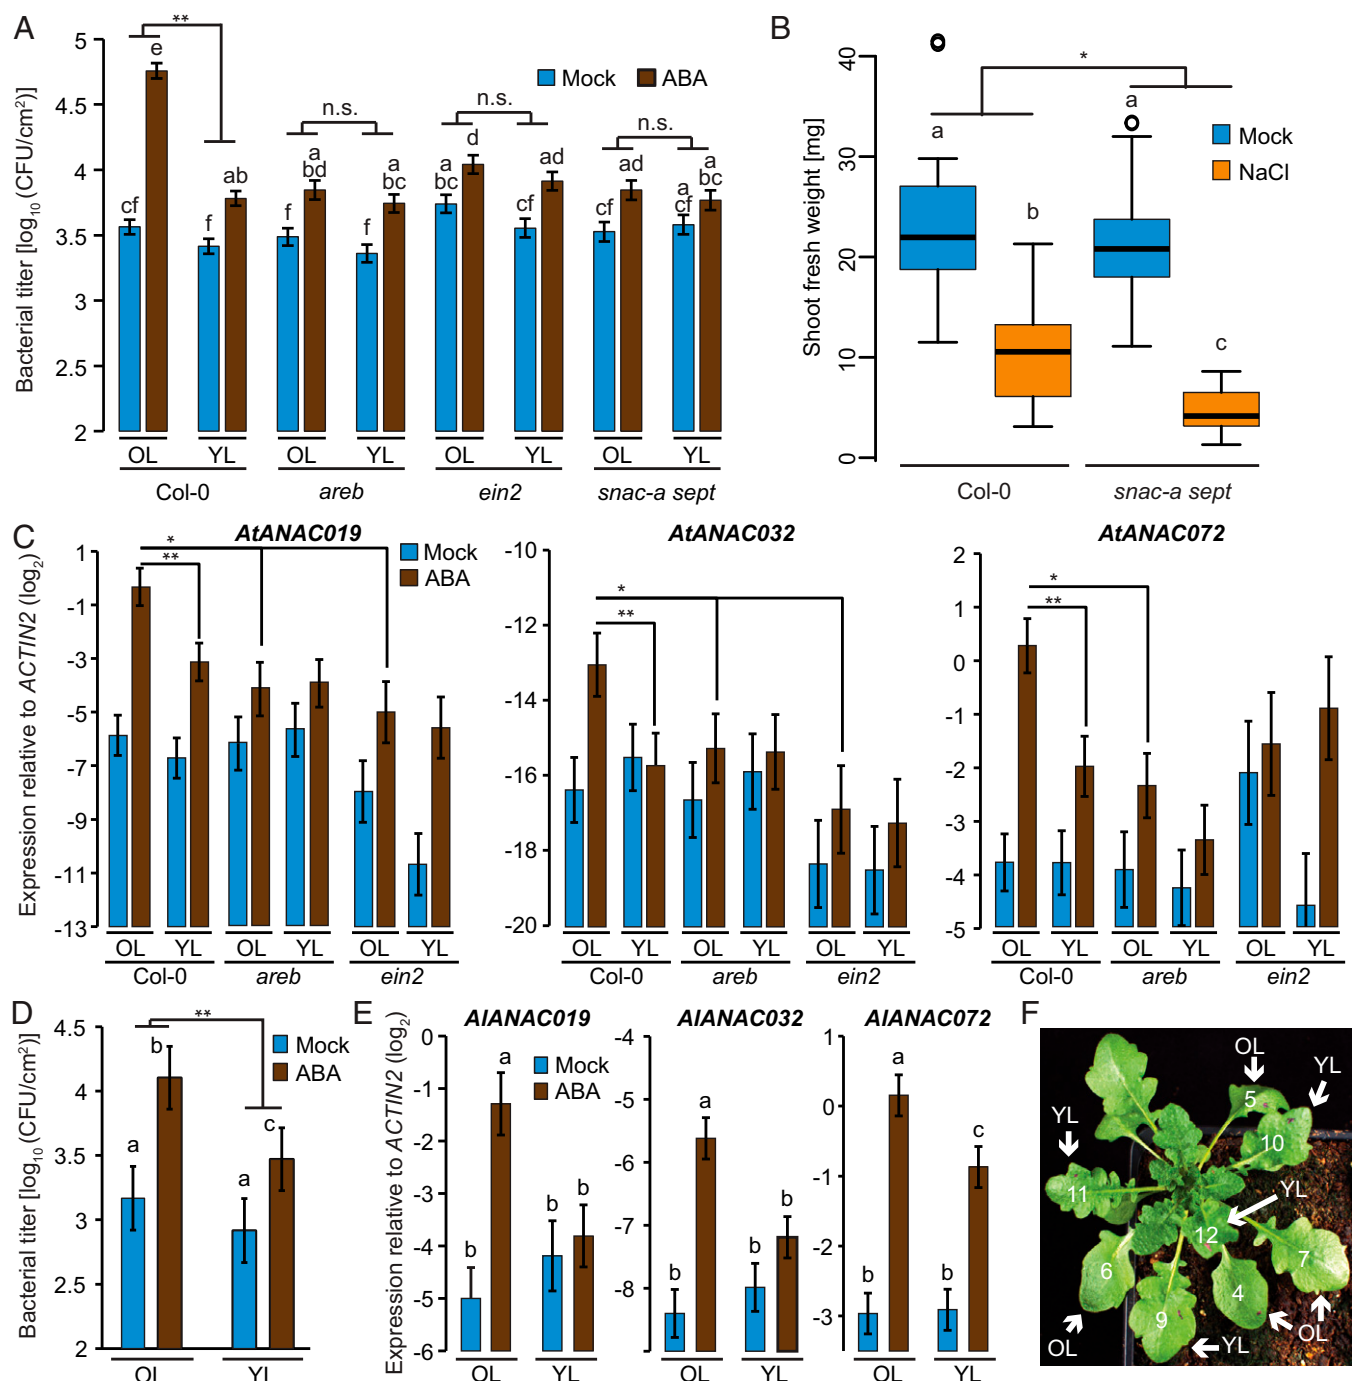 A
Bacterial titer [log10 (CFU/cm2)]
5
4.5
4
3.5
3
2.5
2
**
n.s.
n.s.
n.s.
Mock
ABA
cf
e
f
ab
f
a
bd
f
a
bc
a
bc
d
cf
ad
cf
ad
a
cf
a
bc
OL
YL
OL
YL
OL
YL
OL
YL
Col-0
areb
ein2
snac-a sept
B
Shoot fresh weight [mg]
40
30
20
10
0
*
a
b
a
c
Mock
NaCl
Col-0
snac-a sept
C
Expression relative to ACTIN2 (log2)
AtANAC019
1
-1
-3
-5
-7
-9
-11
-13
*
**
Mock
ABA
OL
YL
OL
YL
OL
YL
Col-0
areb
ein2
AtANAC032
-10
-12
-14
-16
-18
-20
*
**
OL
YL
OL
YL
OL
YL
Col-0
areb
ein2
AtANAC072
2
1
0
-1
-2
-3
-4
-5
*
**
OL
YL
OL
YL
OL
YL
Col-0
areb
ein2
D
Bacterial titer [log10 (CFU/cm2)]
4.5
4
3.5
3
2.5
2
**
Mock
ABA
a
b
a
c
OL
YL
E
Expression relative to ACTIN2 (log2)
AlANAC019
0
-1
-2
-3
-4
-5
-6
Mock
ABA
b
a
b
b
OL
YL
AlANAC032
-4
-5
-6
-7
-8
b
a
b
b
OL
YL
AlANAC072
0
-1
-2
-3
b
a
b
c
OL
YL
F
OL
YL
5
YL
10
11
YL
12
7
6
4
9
OL
YL
OL